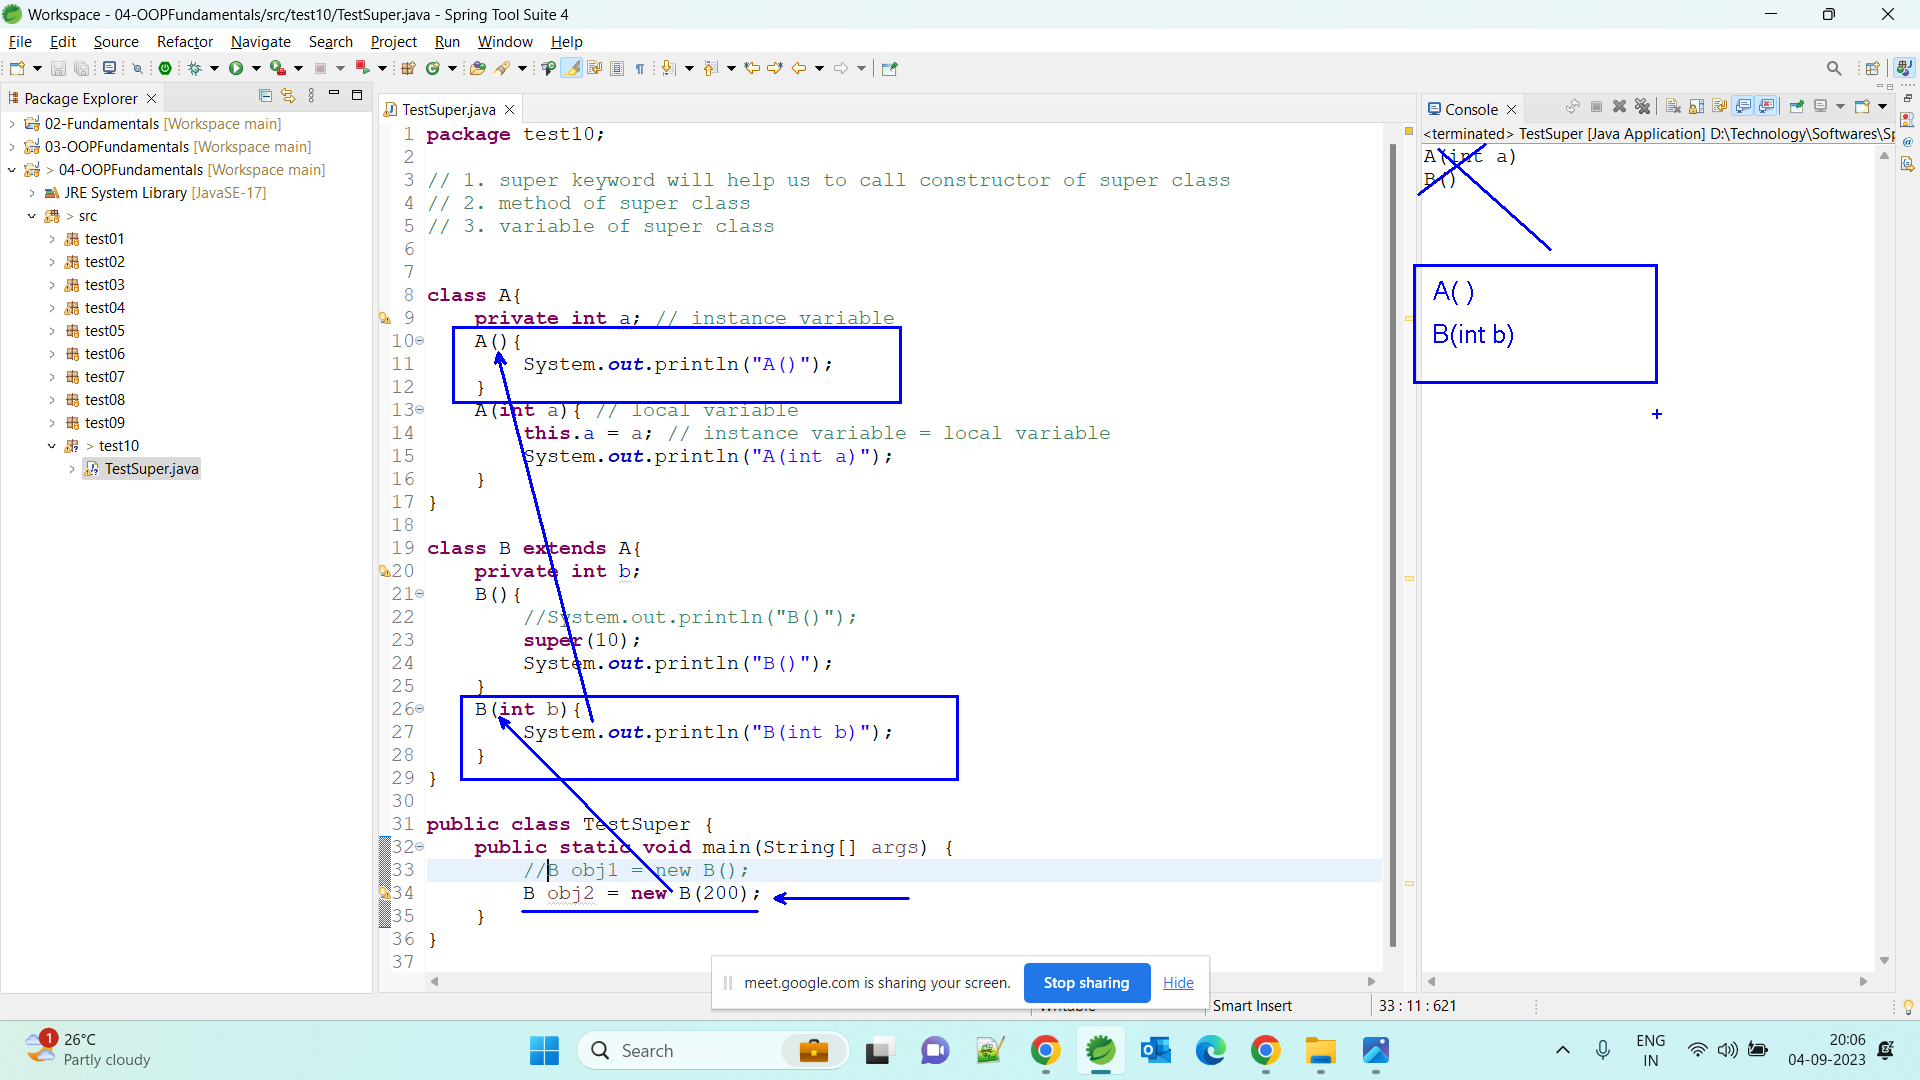 Workspace - 04-OOPFundamentals/src/test10/TestSuper.java - Spring Tool Suite 4
File Edit Source Refactor Navigate Search Project Run Window Help
Package Explorer
02-Fundamentals [Workspace main]
03-OOPFundamentals [Workspace main]
> 04-OOPFundamentals [Workspace main]
JRE System Library [JavaSE-17]
> src
test01
test02
test03
test04
test05
test06
test07
test08
test09
> test10
TestSuper.java
TestSuper.java
1 package test10;
2
3 // 1. super keyword will help us to call constructor of super class
4 // 2. method of super class
5 // 3. variable of super class
6
7
8 class A{
9 private int a; // instance variable
10 A(){
11 System.out.println("A()");
12 }
13 A(int a){ // local variable
14 this.a = a; // instance variable = local variable
15 System.out.println("A(int a)");
16 }
17 }
18
19 class B extends A{
20 private int b;
21 B(){
22 //System.out.println("B()");
23 super(10);
24 System.out.println("B()");
25 }
26 B(int b){
27 System.out.println("B(int b)");
28 }
29 }
30
31 public class TestSuper {
32 public static void main(String[] args) {
33 //B obj1 = new B();
34 B obj2 = new B(200);
35 }
36 }
37
Console
<terminated> TestSuper [Java Application] D:\Technology\Softwares\Sp
A(int a)
B()
A( )
B(int b)
meet.google.com is sharing your screen. Stop sharing Hide
Writable Smart Insert 33 : 11 : 621
1
26°C
Partly cloudy
Search
ENG
IN
20:06
04-09-2023